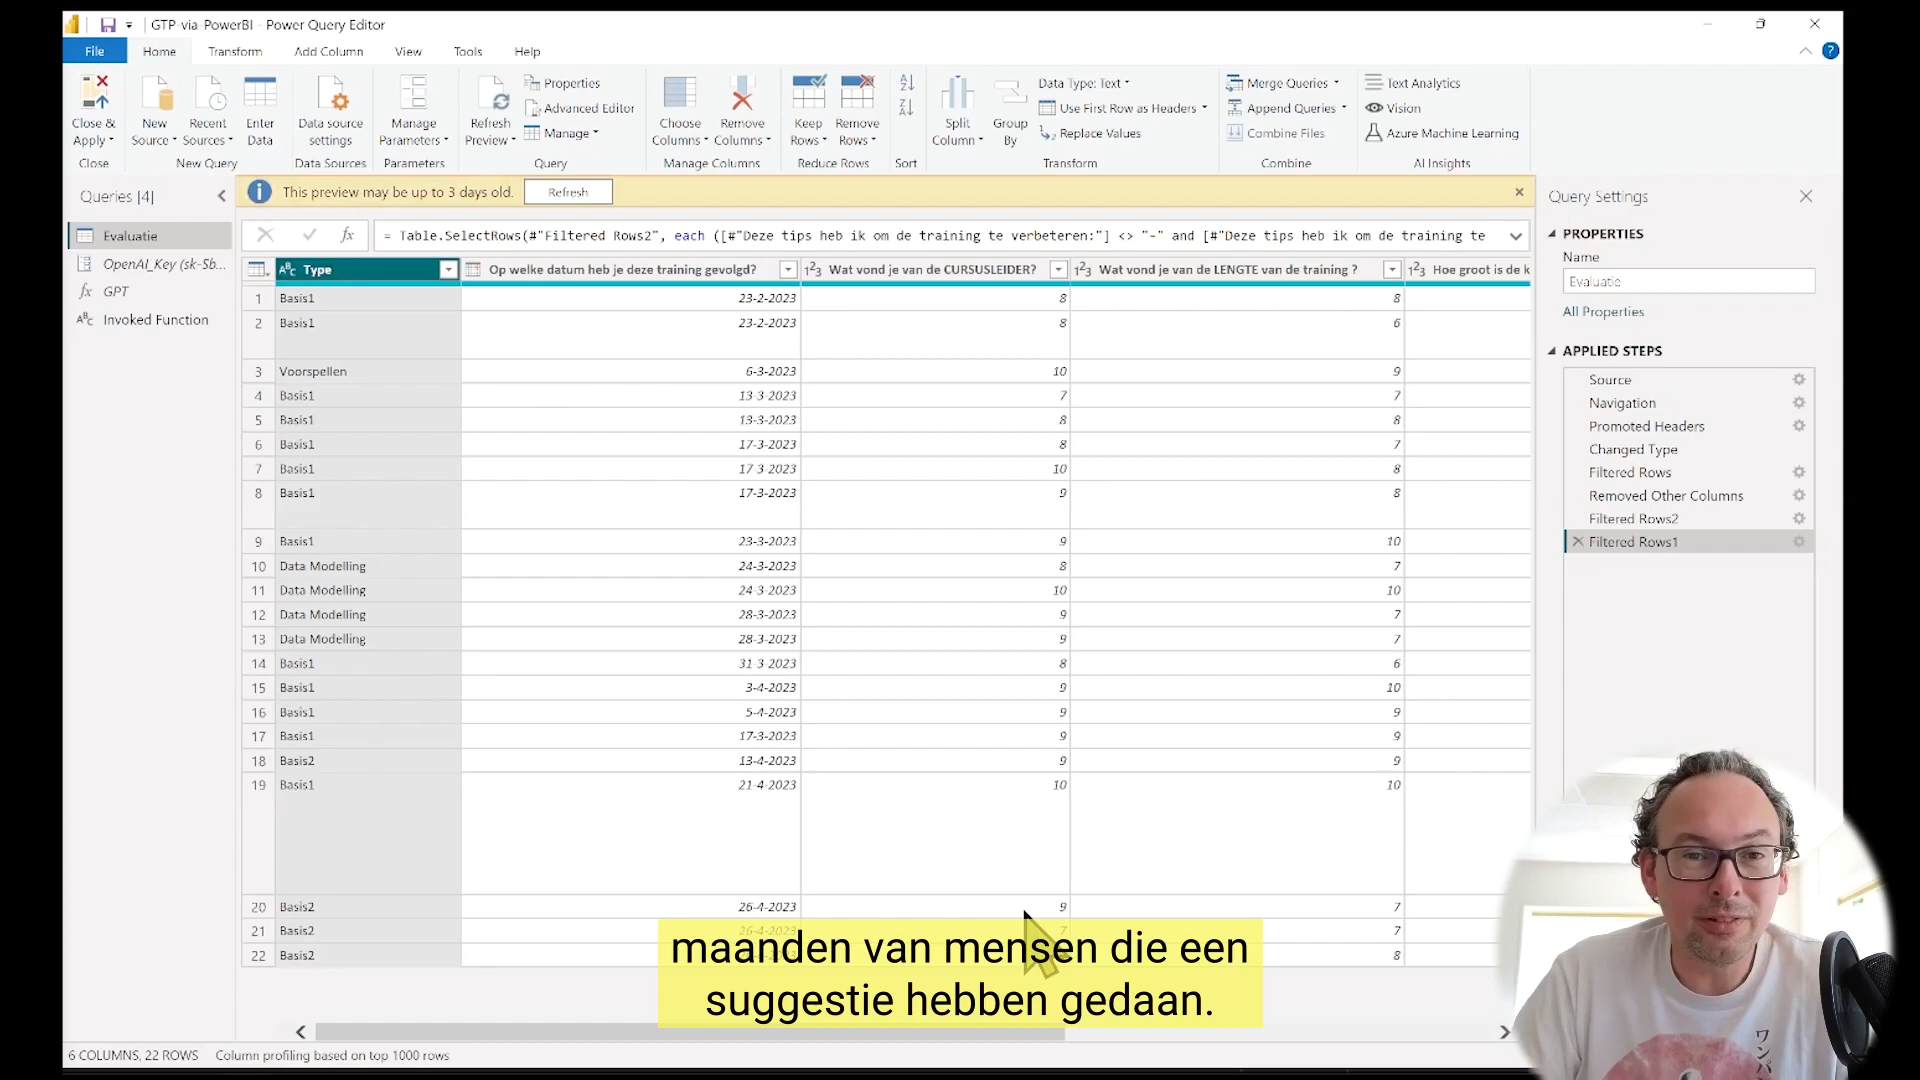 GTP-via-PowerBI - Power Query Editor
File Home Transform Add Column View Tools Help
Close & Apply
New Source
Recent Sources
Enter Data
Data source settings
Manage Parameters
Refresh Preview
Properties
Advanced Editor
Manage
Choose Columns
Remove Columns
Keep Rows
Remove Rows
Split Column
Group By
Data Type: Text
Use First Row as Headers
Replace Values
Merge Queries
Append Queries
Combine Files
Text Analytics
Vision
Azure Machine Learning
Close New Query Data Sources Parameters Query Manage Columns Reduce Rows Sort Transform Combine AI Insights
Queries [4]
Evaluatie
OpenAI_Key (sk-Sb...
fx GPT
ABC Invoked Function
This preview may be up to 3 days old. Refresh
fx = Table.SelectRows(#"Filtered Rows2", each ([#"Deze tips heb ik om de training te verbeteren:"] <> "-" and [#"Deze tips heb ik om de training te
ABC Type Op welke datum heb je deze training gevolgd? 123 Wat vond je van de CURSUSLEIDER? 123 Wat vond je van de LENGTE van de training ? 123 Hoe groot is de k
1 Basis1 23-2-2023 8 8
2 Basis1 23-2-2023 8 6
3 Voorspellen 6-3-2023 10 9
4 Basis1 13-3-2023 7 7
5 Basis1 13-3-2023 8 8
6 Basis1 17-3-2023 8 7
7 Basis1 17-3-2023 10 8
8 Basis1 17-3-2023 9 8
9 Basis1 23-3-2023 9 10
10 Data Modelling 24-3-2023 8 7
11 Data Modelling 24-3-2023 10 10
12 Data Modelling 28-3-2023 9 7
13 Data Modelling 28-3-2023 9 7
14 Basis1 31-3-2023 8 6
15 Basis1 3-4-2023 9 10
16 Basis1 5-4-2023 9 9
17 Basis1 17-3-2023 9 9
18 Basis2 13-4-2023 9 9
19 Basis1 21-4-2023 10 10
20 Basis2 26-4-2023 9 7
21 Basis2 26-4-2023 7 7
22 Basis2 8
maanden van mensen die een
suggestie hebben gedaan.
6 COLUMNS, 22 ROWS Column profiling based on top 1000 rows
Query Settings
PROPERTIES
Name
Evaluatie
All Properties
APPLIED STEPS
Source
Navigation
Promoted Headers
Changed Type
Filtered Rows
Removed Other Columns
Filtered Rows2
Filtered Rows1
ワンパ